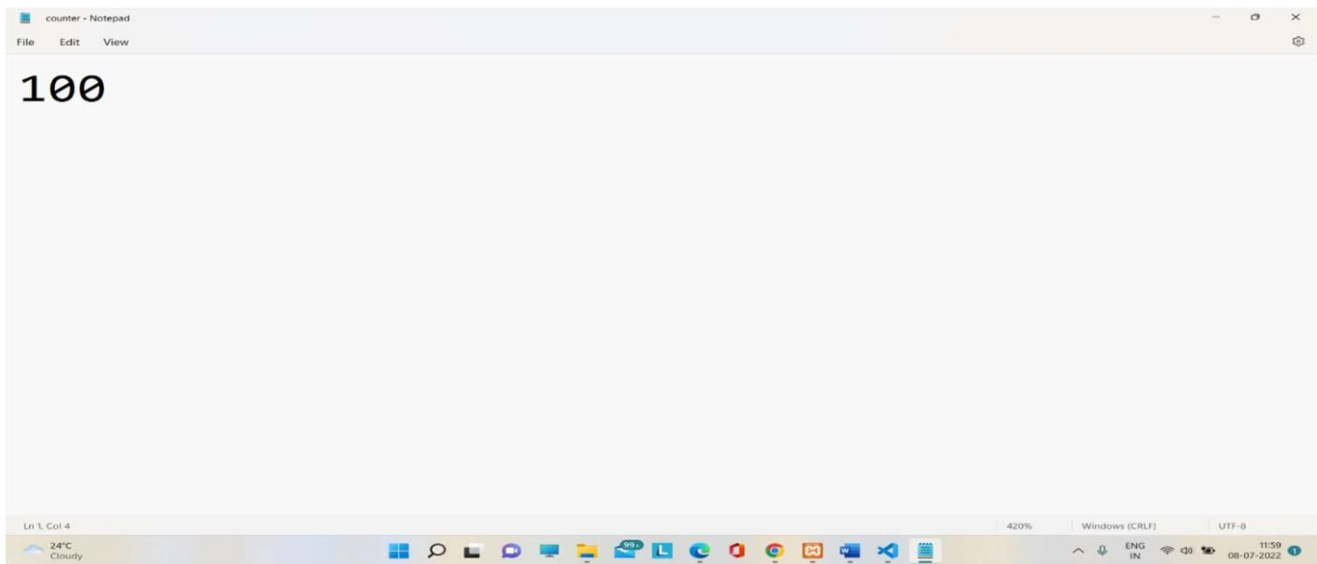 counter - Notepad
File Edit View
100
Ln 1, Col 4
420%
Windows (CRLF)
UTF-8
24°C
Cloudy
99+
L
ENG
IN
11:59
08-07-2022
1